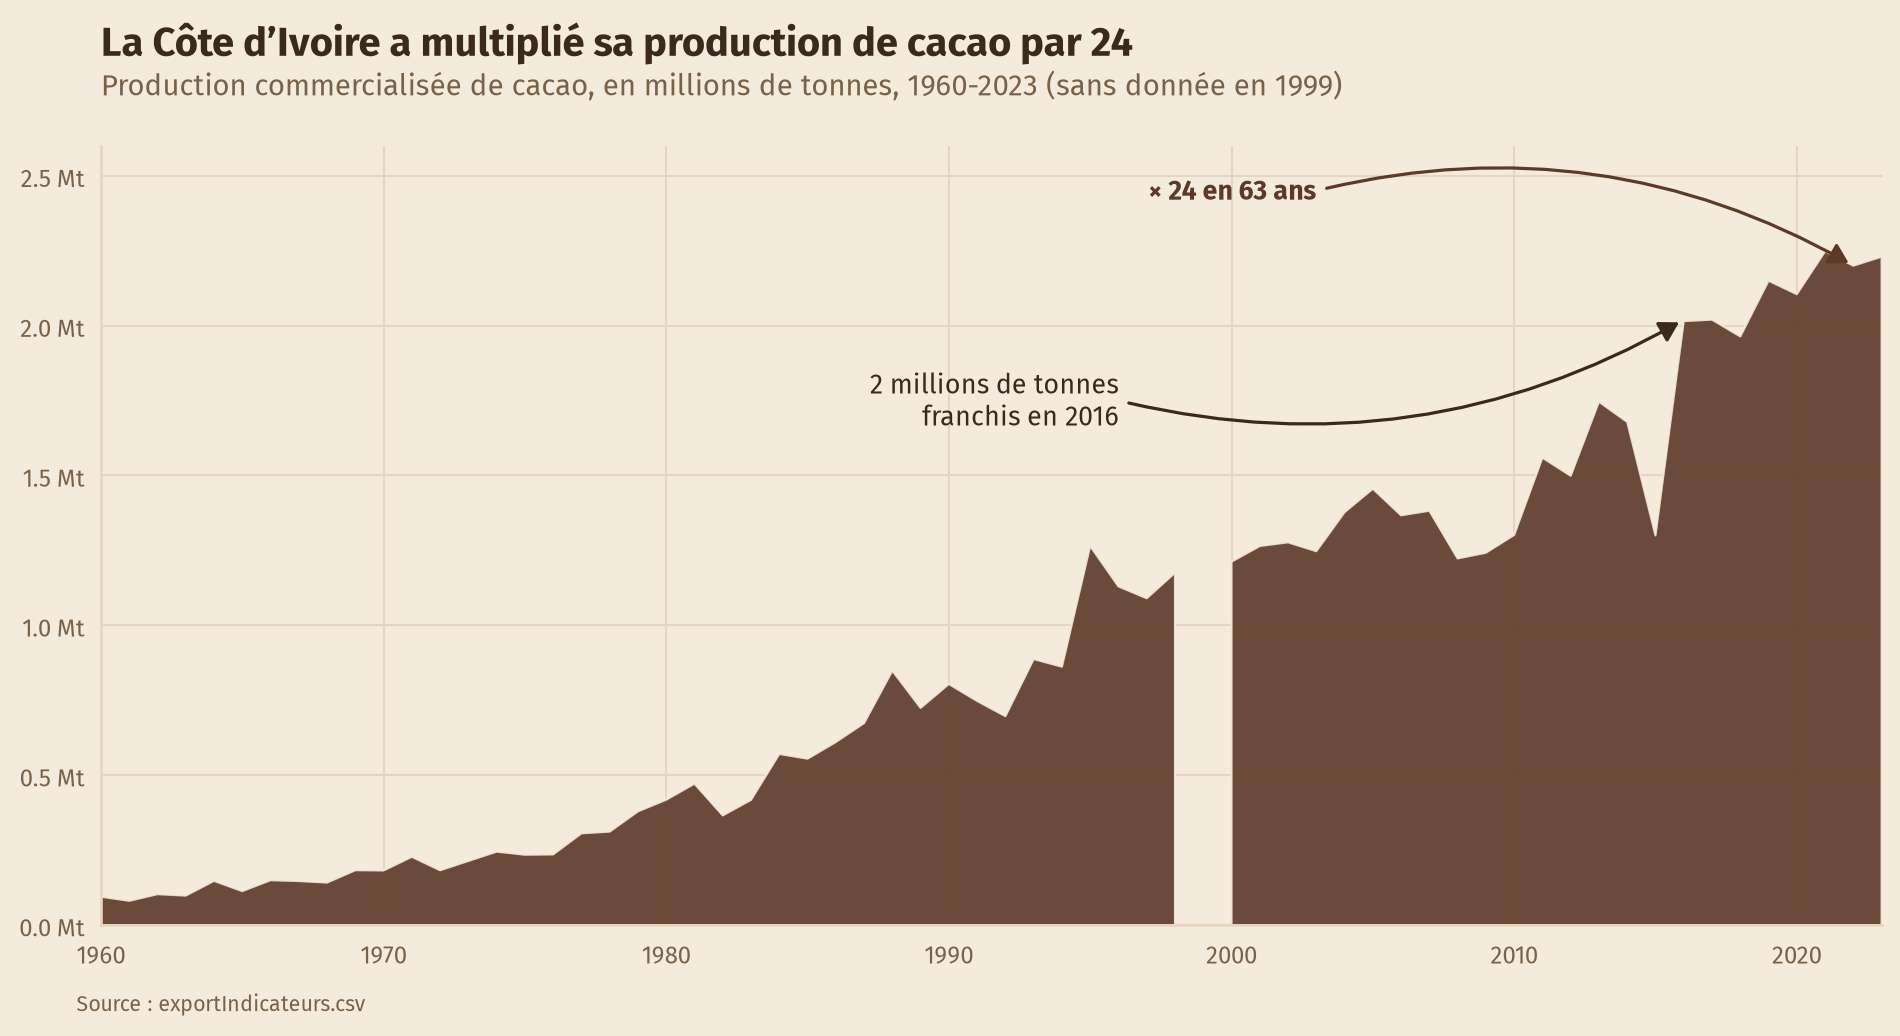 La Côte d’Ivoire a multiplié sa production de cacao par 24
Production commercialisée de cacao, en millions de tonnes, 1960-2023 (sans donnée en 1999)
2.5 Mt
× 24 en 63 ans
2.0 Mt
2 millions de tonnes
franchis en 2016
1.5 Mt
1.0 Mt
0.5 Mt
0.0 Mt
1960 1970 1980 1990 2000 2010 2020
Source : exportIndicateurs.csv